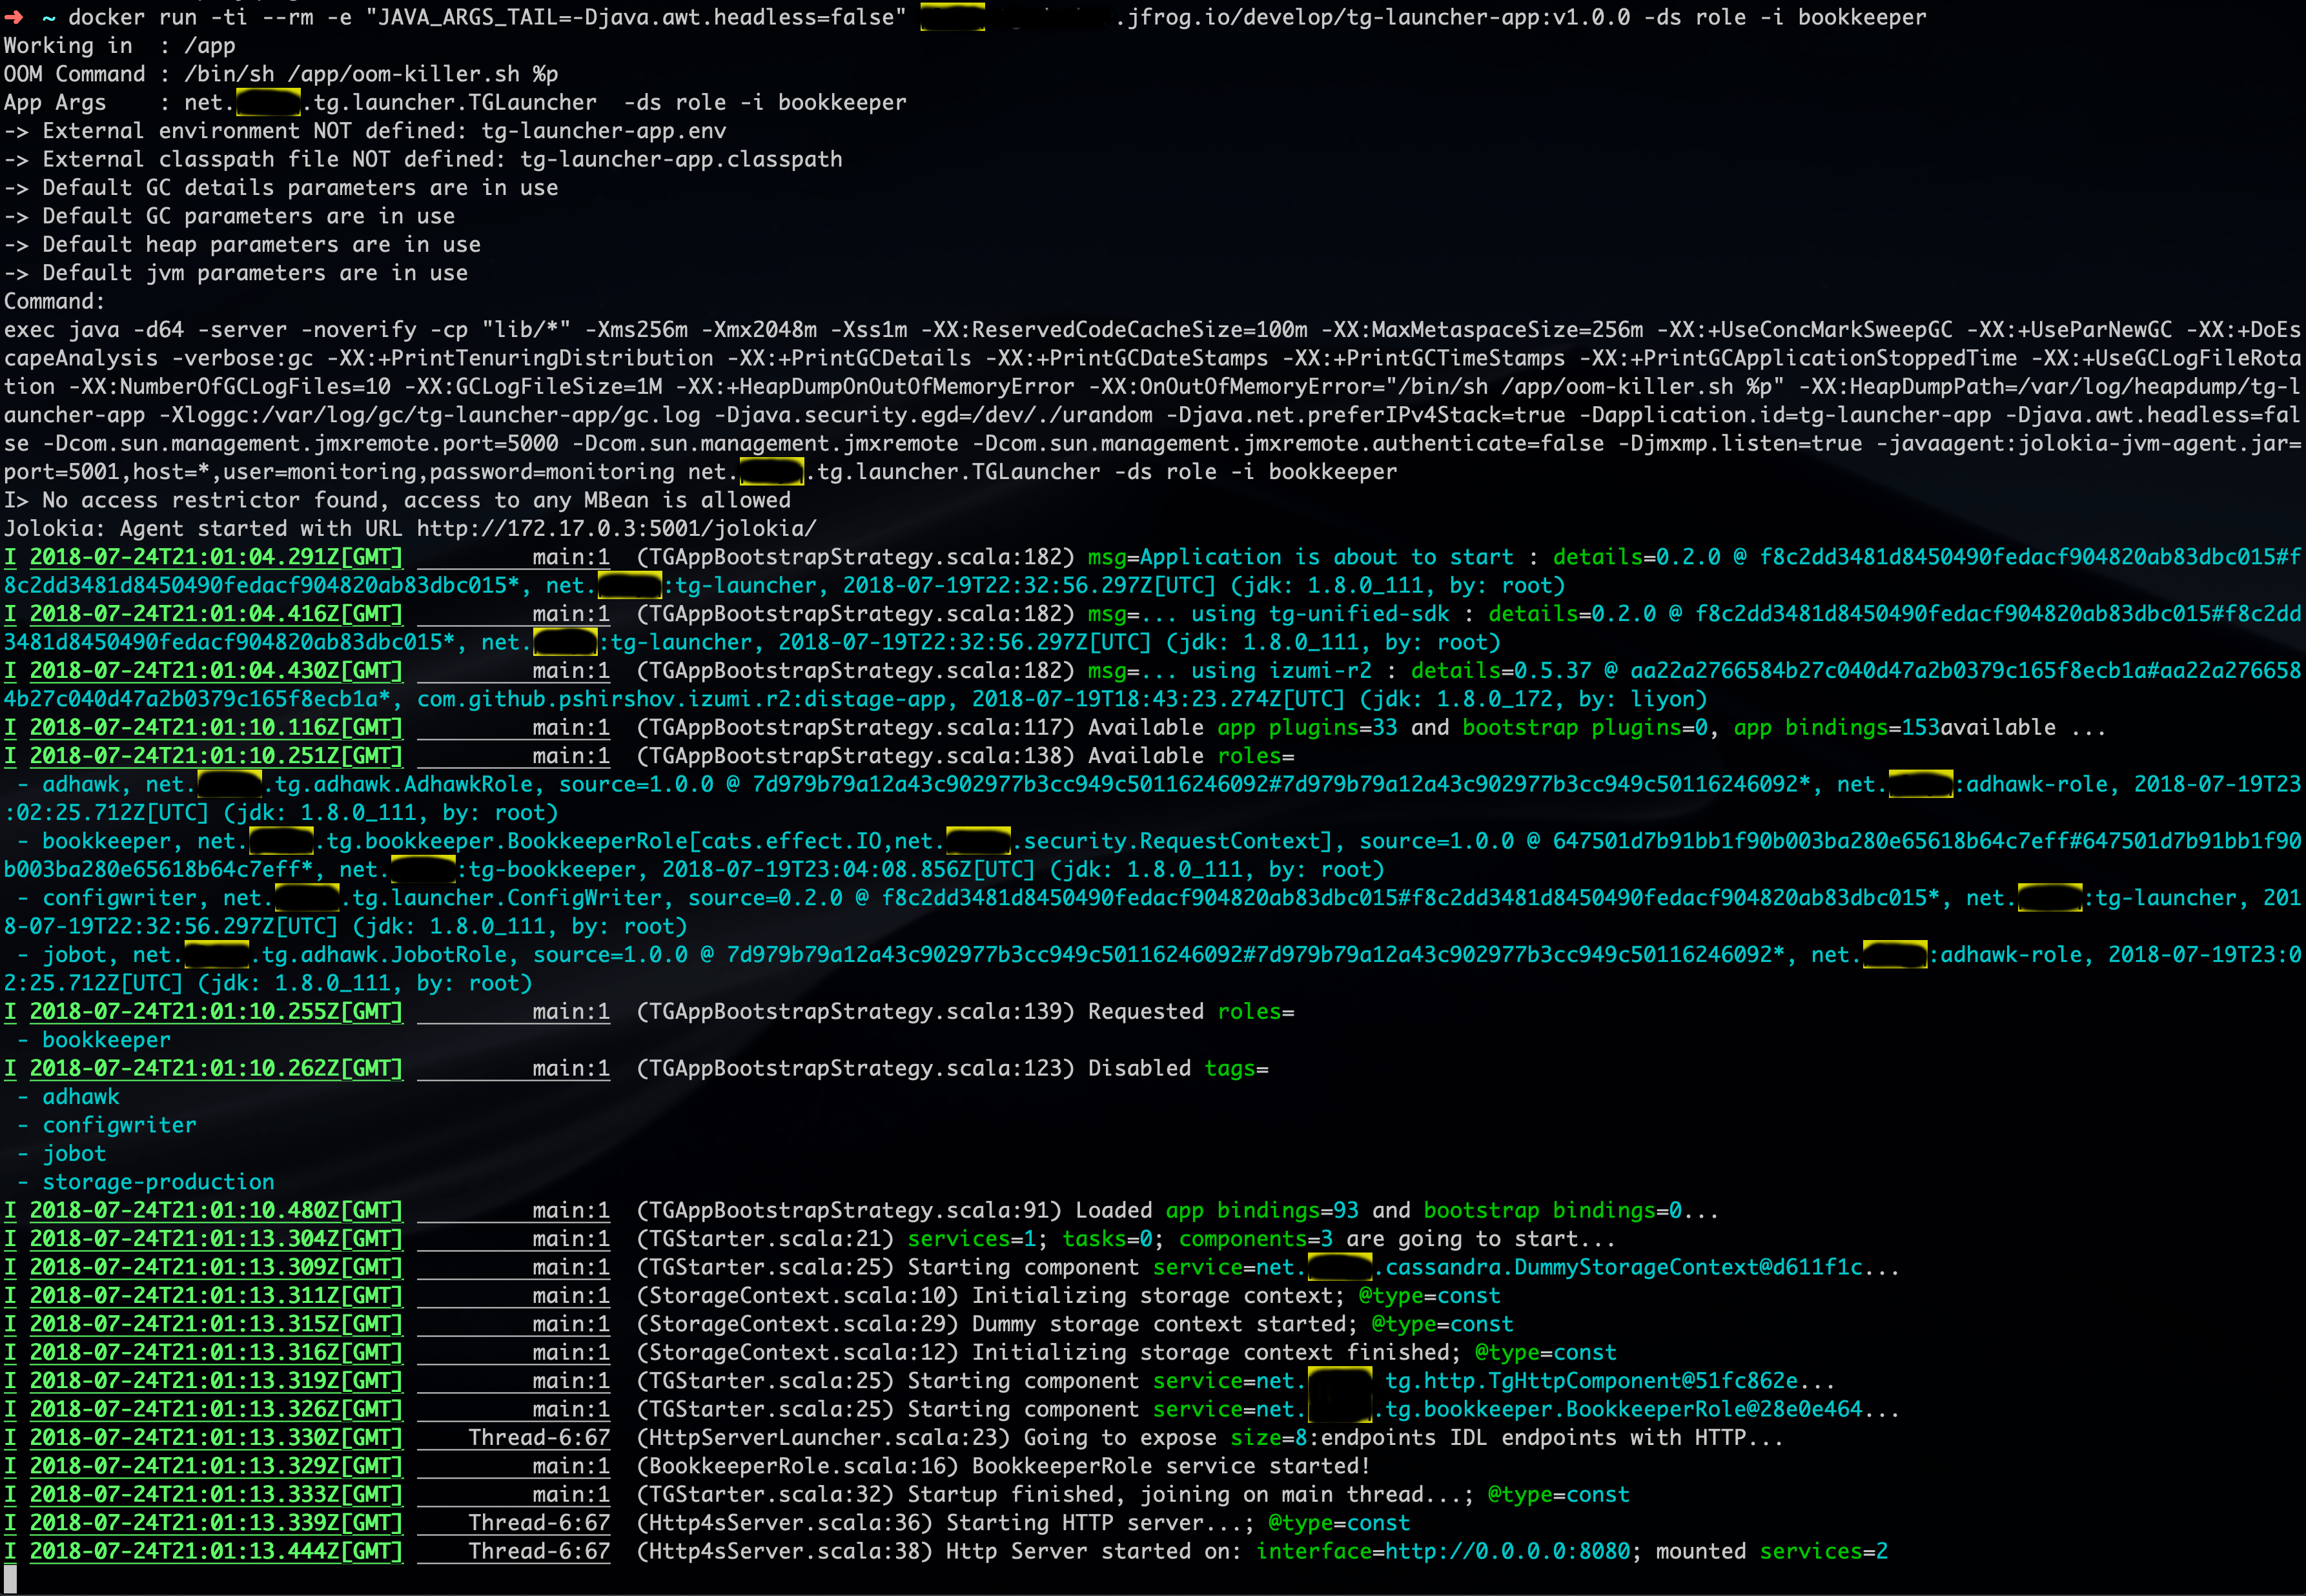 ➜ ~ docker run -ti --rm -e "JAVA_ARGS_TAIL=-Djava.awt.headless=false" .jfrog.io/develop/tg-launcher-app:v1.0.0 -ds role -i bookkeeper
Working in  : /app
OOM Command : /bin/sh /app/oom-killer.sh %p
App Args    : net. .tg.launcher.TGLauncher  -ds role -i bookkeeper
-> External environment NOT defined: tg-launcher-app.env
-> External classpath file NOT defined: tg-launcher-app.classpath
-> Default GC details parameters are in use
-> Default GC parameters are in use
-> Default heap parameters are in use
-> Default jvm parameters are in use
Command:
exec java -d64 -server -noverify -cp "lib/*" -Xms256m -Xmx2048m -Xss1m -XX:ReservedCodeCacheSize=100m -XX:MaxMetaspaceSize=256m -XX:+UseConcMarkSweepGC -XX:+UseParNewGC -XX:+DoEs
capeAnalysis -verbose:gc -XX:+PrintTenuringDistribution -XX:+PrintGCDetails -XX:+PrintGCDateStamps -XX:+PrintGCTimeStamps -XX:+PrintGCApplicationStoppedTime -XX:+UseGCLogFileRota
tion -XX:NumberOfGCLogFiles=10 -XX:GCLogFileSize=1M -XX:+HeapDumpOnOutOfMemoryError -XX:OnOutOfMemoryError="/bin/sh /app/oom-killer.sh %p" -XX:HeapDumpPath=/var/log/heapdump/tg-l
auncher-app -Xloggc:/var/log/gc/tg-launcher-app/gc.log -Djava.security.egd=/dev/./urandom -Djava.net.preferIPv4Stack=true -Dapplication.id=tg-launcher-app -Djava.awt.headless=fal
se -Dcom.sun.management.jmxremote.port=5000 -Dcom.sun.management.jmxremote -Dcom.sun.management.jmxremote.authenticate=false -Djmxmp.listen=true -javaagent:jolokia-jvm-agent.jar=
port=5001,host=*,user=monitoring,password=monitoring net. .tg.launcher.TGLauncher -ds role -i bookkeeper
I> No access restrictor found, access to any MBean is allowed
Jolokia: Agent started with URL http://172.17.0.3:5001/jolokia/
I 2018-07-24T21:01:04.291Z[GMT]          main:1  (TGAppBootstrapStrategy.scala:182) msg=Application is about to start : details=0.2.0 @ f8c2dd3481d8450490fedacf904820ab83dbc015#f
8c2dd3481d8450490fedacf904820ab83dbc015*, net. :tg-launcher, 2018-07-19T22:32:56.297Z[UTC] (jdk: 1.8.0_111, by: root)
I 2018-07-24T21:01:04.416Z[GMT]          main:1  (TGAppBootstrapStrategy.scala:182) msg=... using tg-unified-sdk : details=0.2.0 @ f8c2dd3481d8450490fedacf904820ab83dbc015#f8c2dd
3481d8450490fedacf904820ab83dbc015*, net. :tg-launcher, 2018-07-19T22:32:56.297Z[UTC] (jdk: 1.8.0_111, by: root)
I 2018-07-24T21:01:04.430Z[GMT]          main:1  (TGAppBootstrapStrategy.scala:182) msg=... using izumi-r2 : details=0.5.37 @ aa22a2766584b27c040d47a2b0379c165f8ecb1a#aa22a276658
4b27c040d47a2b0379c165f8ecb1a*, com.github.pshirshov.izumi.r2:distage-app, 2018-07-19T18:43:23.274Z[UTC] (jdk: 1.8.0_172, by: liyon)
I 2018-07-24T21:01:10.116Z[GMT]          main:1  (TGAppBootstrapStrategy.scala:117) Available app plugins=33 and bootstrap plugins=0, app bindings=153available ...
I 2018-07-24T21:01:10.251Z[GMT]          main:1  (TGAppBootstrapStrategy.scala:138) Available roles=
 - adhawk, net. .tg.adhawk.AdhawkRole, source=1.0.0 @ 7d979b79a12a43c902977b3cc949c50116246092#7d979b79a12a43c902977b3cc949c50116246092*, net. :adhawk-role, 2018-07-19T23
:02:25.712Z[UTC] (jdk: 1.8.0_111, by: root)
 - bookkeeper, net. .tg.bookkeeper.BookkeeperRole[cats.effect.IO,net. .security.RequestContext], source=1.0.0 @ 647501d7b91bb1f90b003ba280e65618b64c7eff#647501d7b91bb1f90
b003ba280e65618b64c7eff*, net. :tg-bookkeeper, 2018-07-19T23:04:08.856Z[UTC] (jdk: 1.8.0_111, by: root)
 - configwriter, net. .tg.launcher.ConfigWriter, source=0.2.0 @ f8c2dd3481d8450490fedacf904820ab83dbc015#f8c2dd3481d8450490fedacf904820ab83dbc015*, net. :tg-launcher, 201
8-07-19T22:32:56.297Z[UTC] (jdk: 1.8.0_111, by: root)
 - jobot, net. .tg.adhawk.JobotRole, source=1.0.0 @ 7d979b79a12a43c902977b3cc949c50116246092#7d979b79a12a43c902977b3cc949c50116246092*, net. :adhawk-role, 2018-07-19T23:0
2:25.712Z[UTC] (jdk: 1.8.0_111, by: root)
I 2018-07-24T21:01:10.255Z[GMT]          main:1  (TGAppBootstrapStrategy.scala:139) Requested roles=
 - bookkeeper
I 2018-07-24T21:01:10.262Z[GMT]          main:1  (TGAppBootstrapStrategy.scala:123) Disabled tags=
 - adhawk
 - configwriter
 - jobot
 - storage-production
I 2018-07-24T21:01:10.480Z[GMT]          main:1  (TGAppBootstrapStrategy.scala:91) Loaded app bindings=93 and bootstrap bindings=0...
I 2018-07-24T21:01:13.304Z[GMT]          main:1  (TGStarter.scala:21) services=1; tasks=0; components=3 are going to start...
I 2018-07-24T21:01:13.309Z[GMT]          main:1  (TGStarter.scala:25) Starting component service=net. .cassandra.DummyStorageContext@d611f1c...
I 2018-07-24T21:01:13.311Z[GMT]          main:1  (StorageContext.scala:10) Initializing storage context; @type=const
I 2018-07-24T21:01:13.315Z[GMT]          main:1  (StorageContext.scala:29) Dummy storage context started; @type=const
I 2018-07-24T21:01:13.316Z[GMT]          main:1  (StorageContext.scala:12) Initializing storage context finished; @type=const
I 2018-07-24T21:01:13.319Z[GMT]          main:1  (TGStarter.scala:25) Starting component service=net. tg.http.TgHttpComponent@51fc862e...
I 2018-07-24T21:01:13.326Z[GMT]          main:1  (TGStarter.scala:25) Starting component service=net. .tg.bookkeeper.BookkeeperRole@28e0e464...
I 2018-07-24T21:01:13.330Z[GMT]     Thread-6:67  (HttpServerLauncher.scala:23) Going to expose size=8:endpoints IDL endpoints with HTTP...
I 2018-07-24T21:01:13.329Z[GMT]          main:1  (BookkeeperRole.scala:16) BookkeeperRole service started!
I 2018-07-24T21:01:13.333Z[GMT]          main:1  (TGStarter.scala:32) Startup finished, joining on main thread...; @type=const
I 2018-07-24T21:01:13.339Z[GMT]     Thread-6:67  (Http4sServer.scala:36) Starting HTTP server...; @type=const
I 2018-07-24T21:01:13.444Z[GMT]     Thread-6:67  (Http4sServer.scala:38) Http Server started on: interface=http://0.0.0.0:8080; mounted services=2